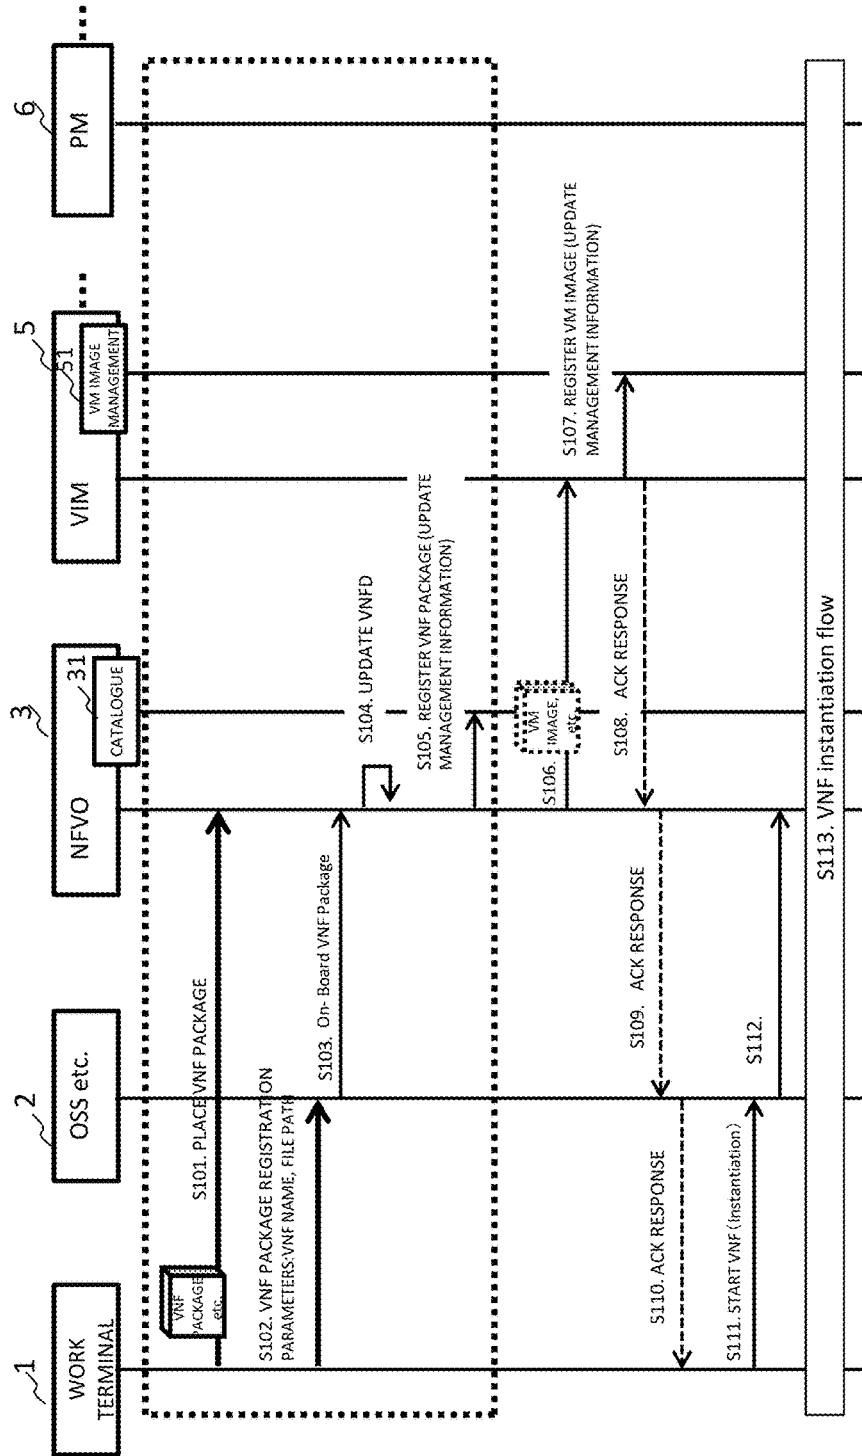 1
WORK
TERMINAL
2
OSS etc.
3
NFVO
31
CATALOGUE
5
VIM
51
VM IMAGE
MANAGEMENT
6
PM
VNF
PACKAGE
etc
S101. PLACE VNF PACKAGE
S102. VNF PACKAGE REGISTRATION
PARAMETERS:VNF NAME, FILE PATH
S103. On- Board VNF Package
S104. UPDATE VNFD
S105. REGISTER VNF PACKAGE (UPDATE
MANAGEMENT INFORMATION)
S106.
VM
IMAGE,
etc
S107. REGISTER VM IMAGE (UPDATE
MANAGEMENT INFORMATION)
S108. ACK RESPONSE
S109. ACK RESPONSE
S110. ACK RESPONSE
S111. START VNF (Instantiation)
S112.
S113. VNF instantiation flow